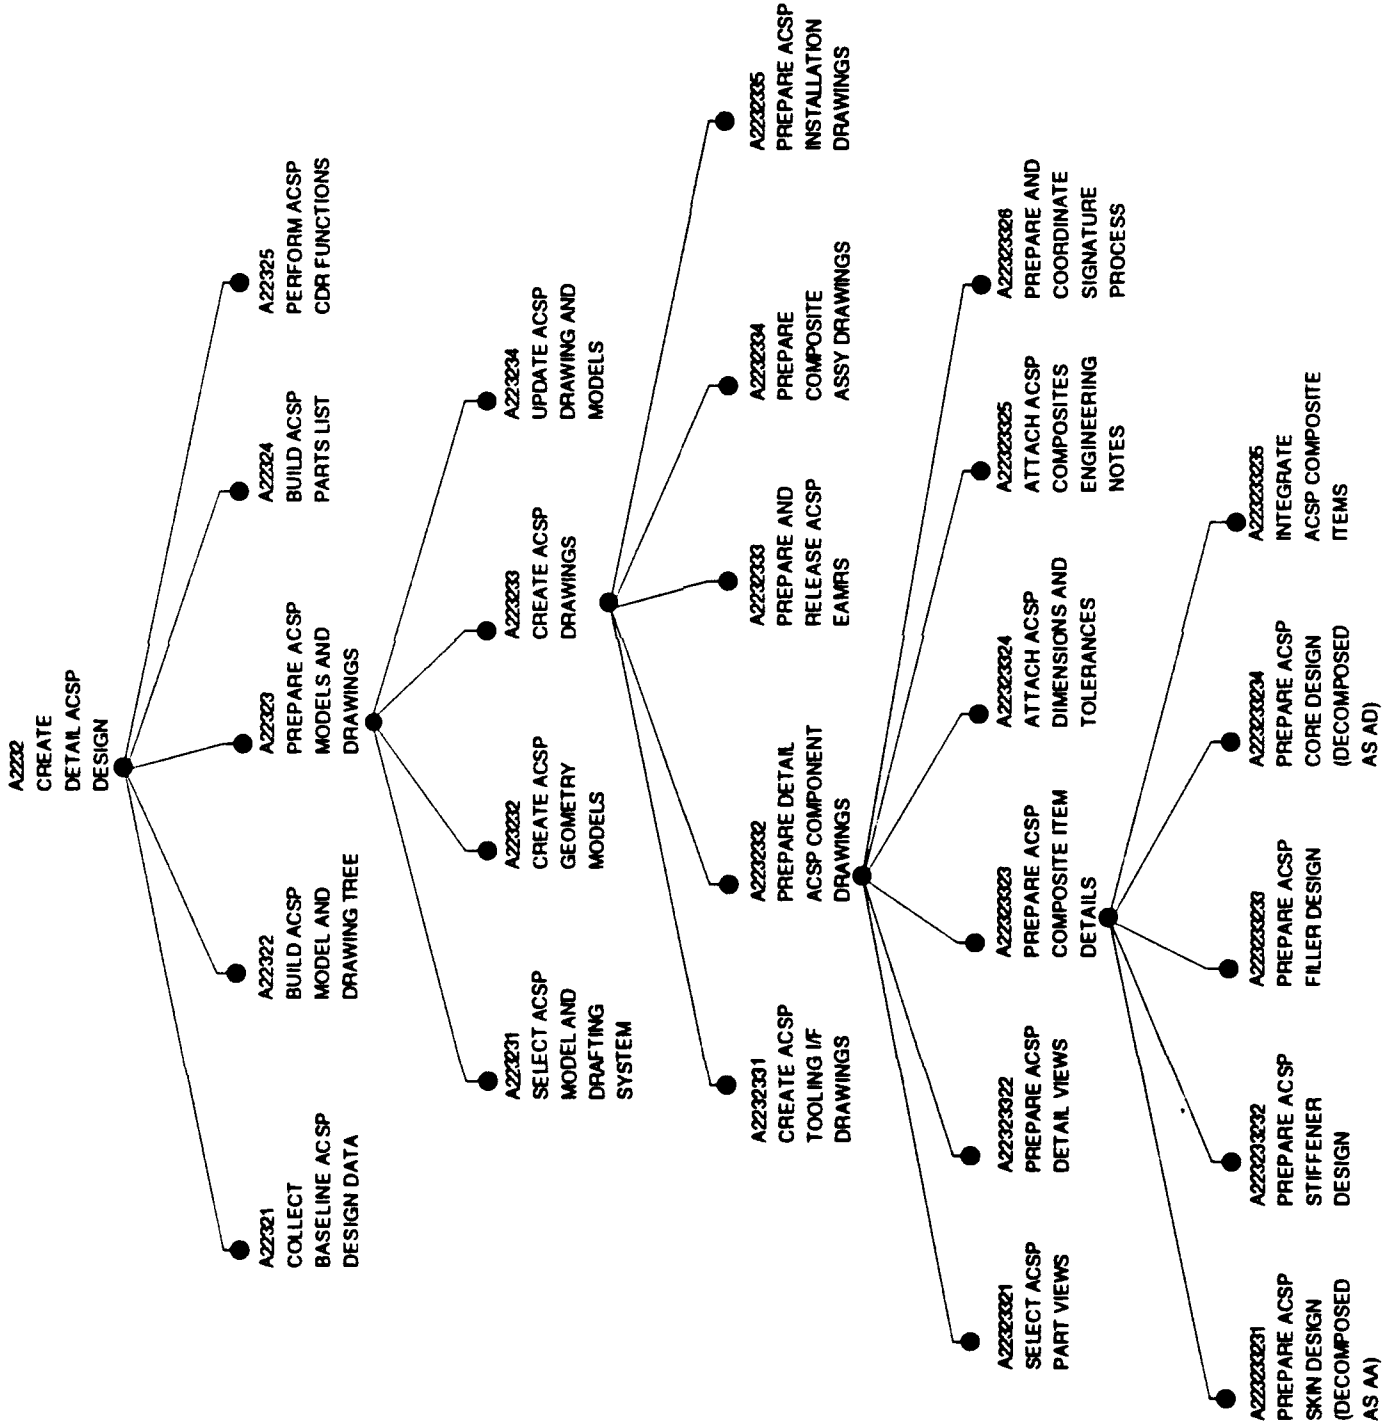 A2232
CREATE
DETAIL ACSP
DESIGN
A22321
COLLECT
BASELINE ACSP
DESIGN DATA
A22322
BUILD ACSP
MODEL AND
DRAWING TREE
A22323
PREPARE ACSP
MODELS AND
DRAWINGS
A22324
BUILD ACSP
PARTS LIST
A22325
PERFORM ACSP
CDR FUNCTIONS
A223231
SELECT ACSP
MODEL AND
DRAFTING
SYSTEM
A223232
CREATE ACSP
GEOMETRY
MODELS
A223233
CREATE ACSP
DRAWINGS
A223234
UPDATE ACSP
DRAWING AND
MODELS
A2232331
CREATE ACSP
TOOLING I/F
DRAWINGS
A2232332
PREPARE DETAIL
ACSP COMPONENT
DRAWINGS
A2232333
PREPARE AND
RELEASE ACSP
EAMRS
A2232334
PREPARE
COMPOSITE
ASSY DRAWINGS
A2232335
PREPARE ACSP
INSTALLATION
DRAWINGS
A22323321
SELECT ACSP
PART VIEWS
A22323322
PREPARE ACSP
DETAIL VIEWS
A22323323
PREPARE ACSP
COMPOSITE ITEM
DETAILS
A22323324
ATTACH ACSP
DIMENSIONS AND
TOLERANCES
A22323325
ATTACH ACSP
COMPOSITES
ENGINEERING
NOTES
A22323326
PREPARE AND
COORDINATE
SIGNATURE
PROCESS
A223233231
PREPARE ACSP
SKIN DESIGN
(DECOMPOSED
AS AA)
A223233232
PREPARE ACSP
STIFFENER
DESIGN
A223233233
PREPARE ACSP
FILLER DESIGN
A223233234
PREPARE ACSP
CORE DESIGN
(DECOMPOSED
AS AD)
A223233235
INTEGRATE
ACSP COMPOSITE
ITEMS